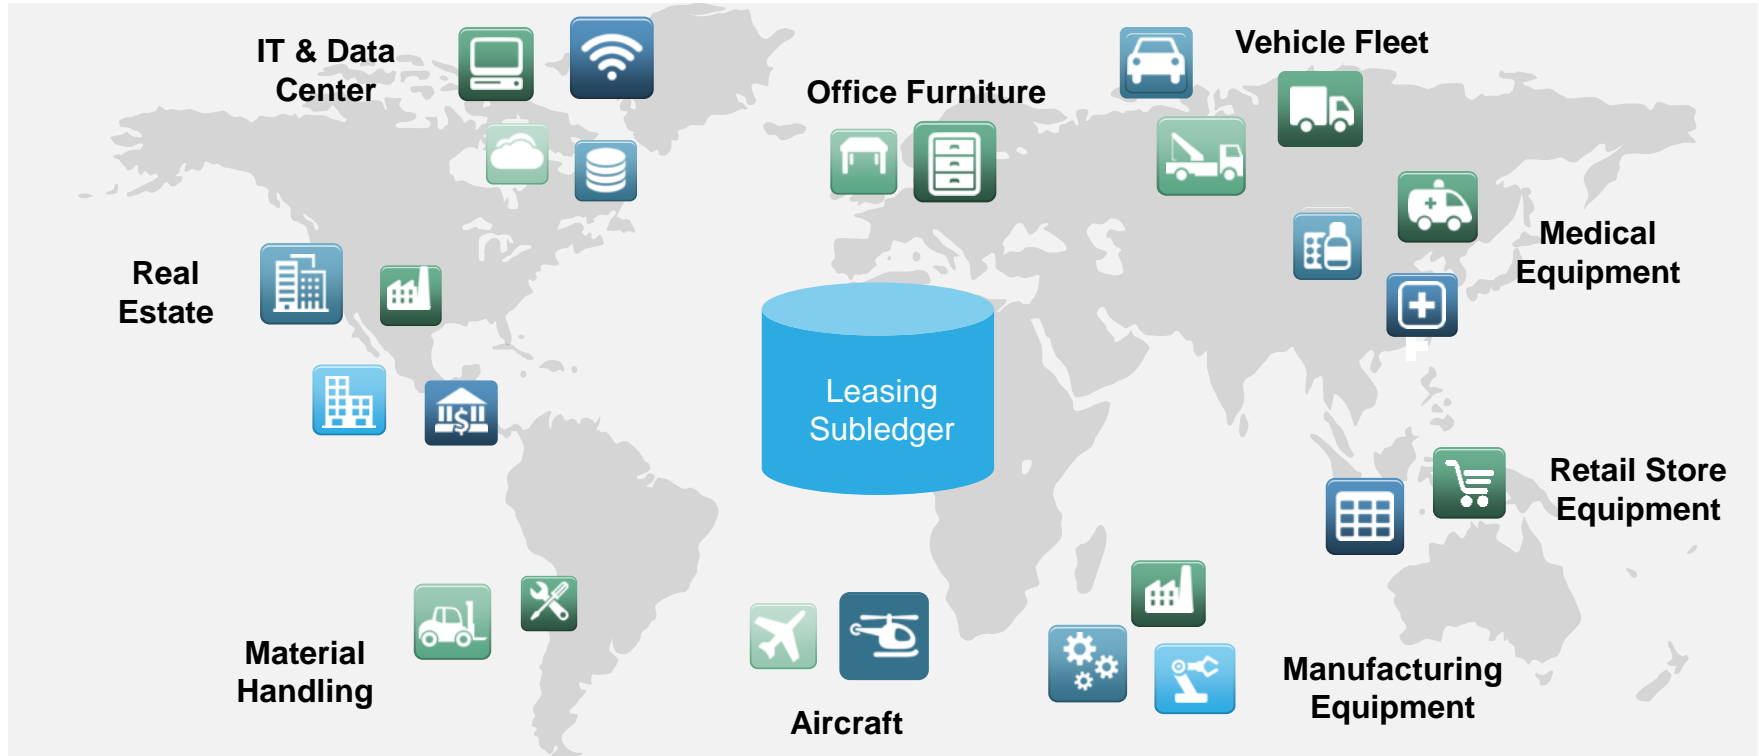 IT & Data
Center
Office Furniture
Vehicle Fleet
Real
Estate
Medical
Equipment
Leasing
Subledger
Retail Store
Equipment
Material
Handling
Aircraft
Manufacturing
Equipment